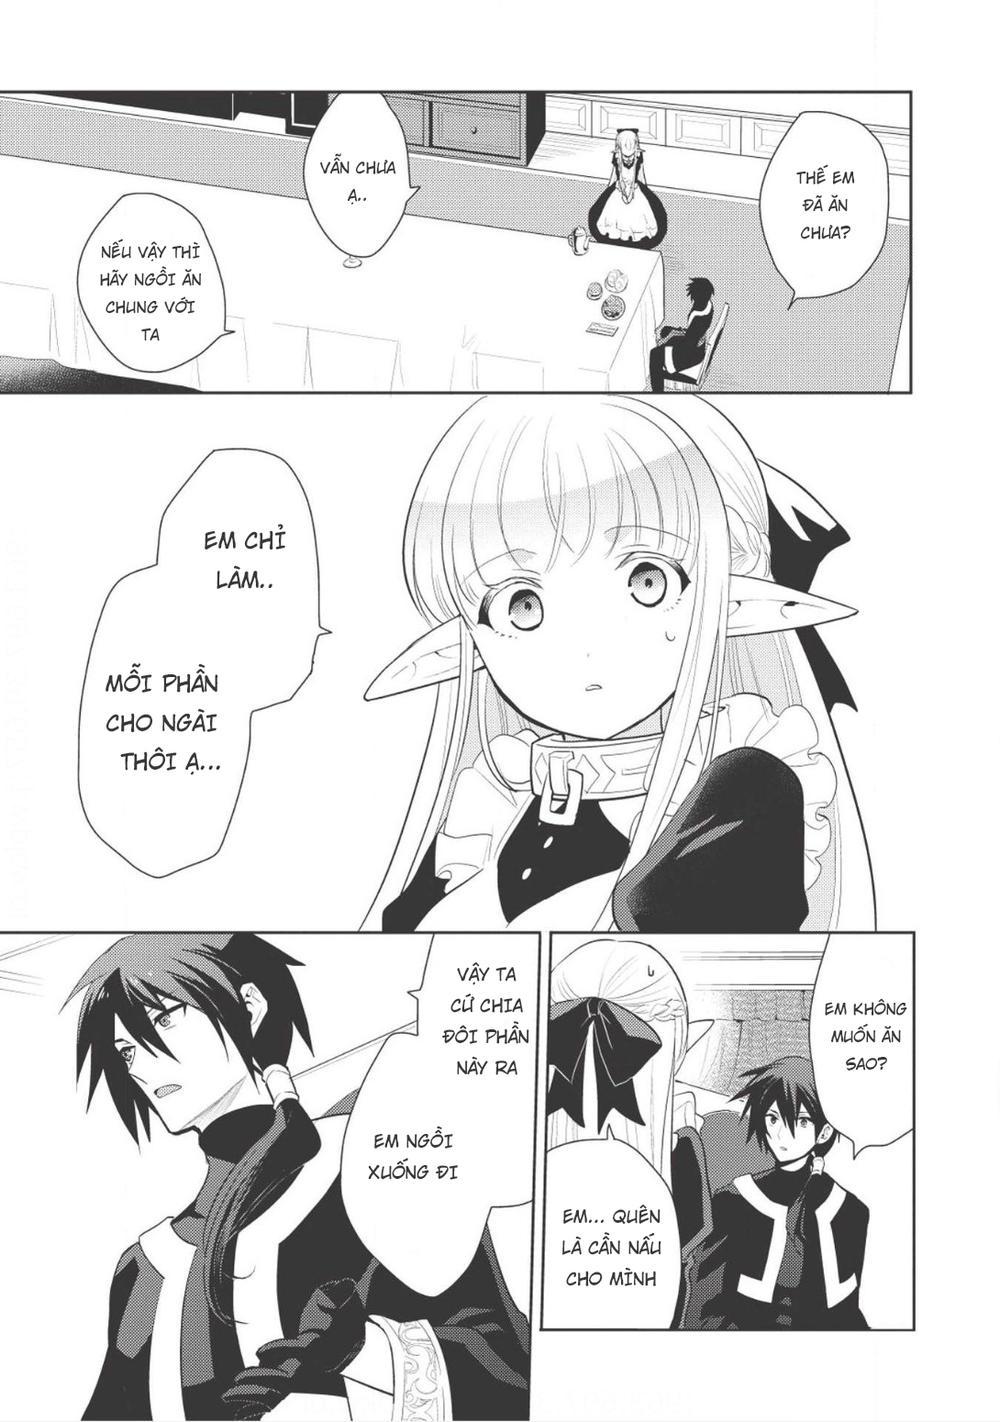 THẾ EM
ĐÃ ĂN
CHƯA?
VẪN CHƯA
Ạ..
NẾU VẬY THÌ
HÃY NGỒI ĂN
CHUNG VỚI
TA
EM CHỈ
LÀM..
MỖI PHẦN
CHO NGÀI
THÔI Ạ...
EM KHÔNG
MUỐN ĂN
SAO?
EM... QUÊN
LÀ CẦN NẤU
CHO MÌNH
VẬY TA
CỨ CHIA
ĐÔI PHẦN
NÀY RA
EM NGỒI
XUỐNG ĐI